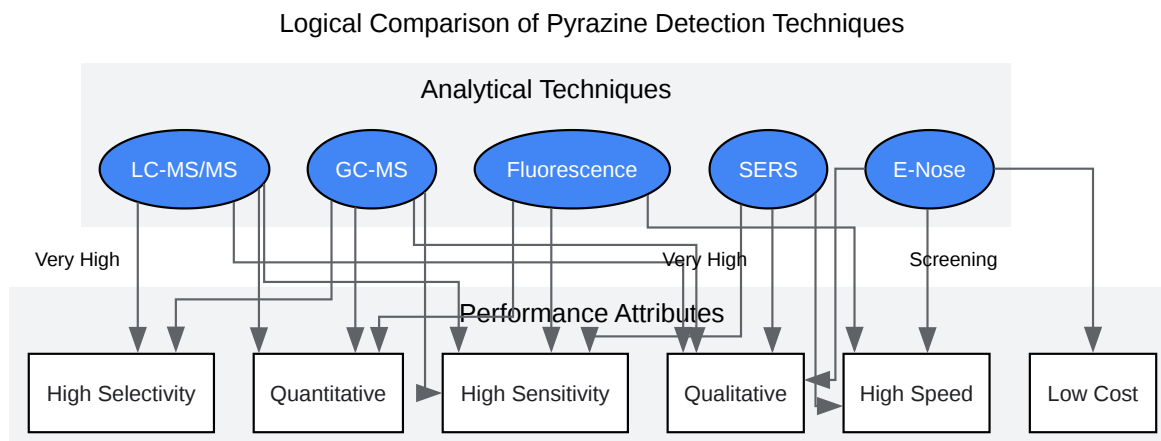 Logical Comparison of Pyrazine Detection Techniques
Analytical Techniques
LC-MS/MS
GC-MS
Fluorescence
SERS
E-Nose
Very High
Very High
Screening
Performance Attributes
High Selectivity
Quantitative
High Sensitivity
Qualitative
High Speed
Low Cost